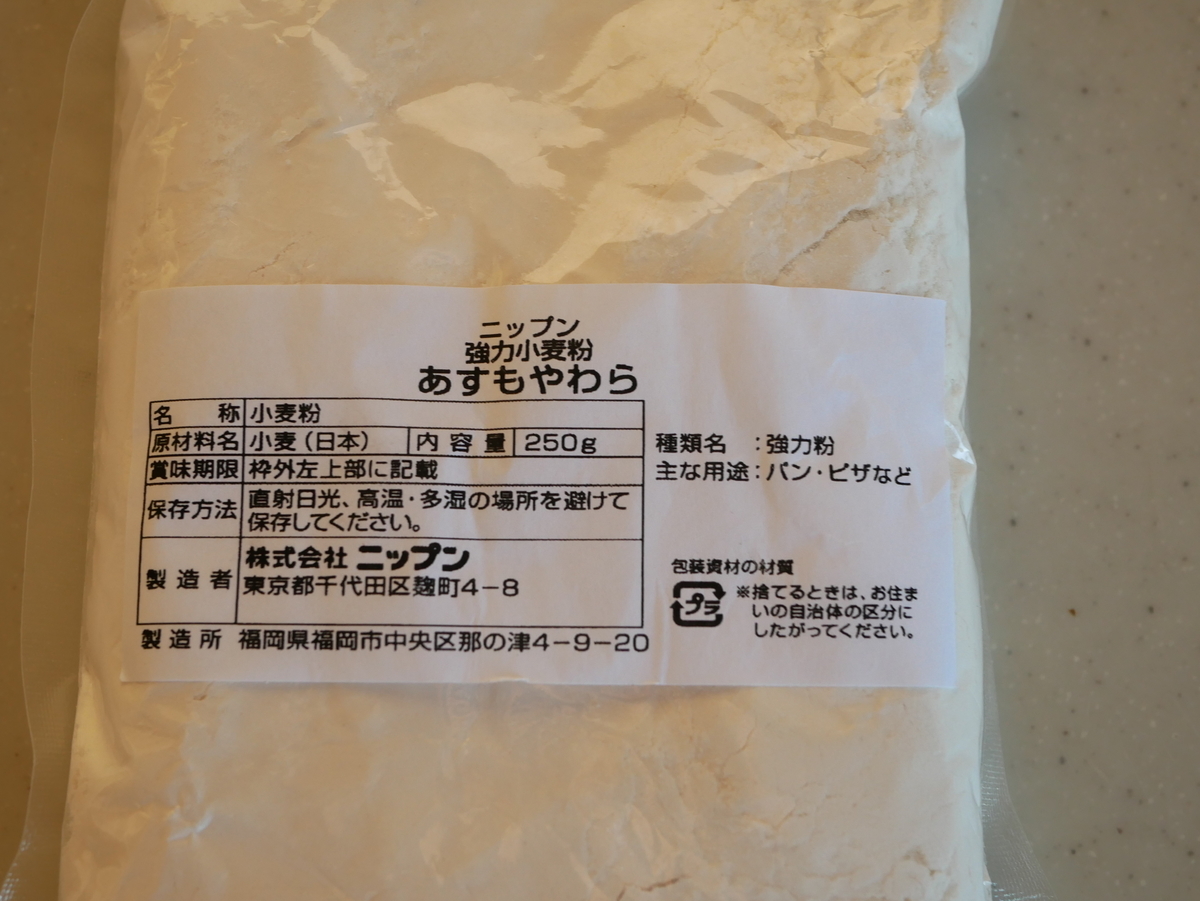 ニップン
強力小麦粉
あすもやわら
名 称 小麦粉
原材料名 小麦(日本) 内容量 250g
賞味期限 枠外左上部に記載
保存方法 直射日光、高温・多湿の場所を避けて
保存してください。
製造者 株式会社 ニップン
東京都千代田区麹町4-8
製造所 福岡県福岡市中央区那の津4-9-20
種類名 :強力粉
主な用途:パン・ピザなど
包装資材の材質
プラ
※捨てるときは、お住ま
いの自治体の区分に
したがってください。